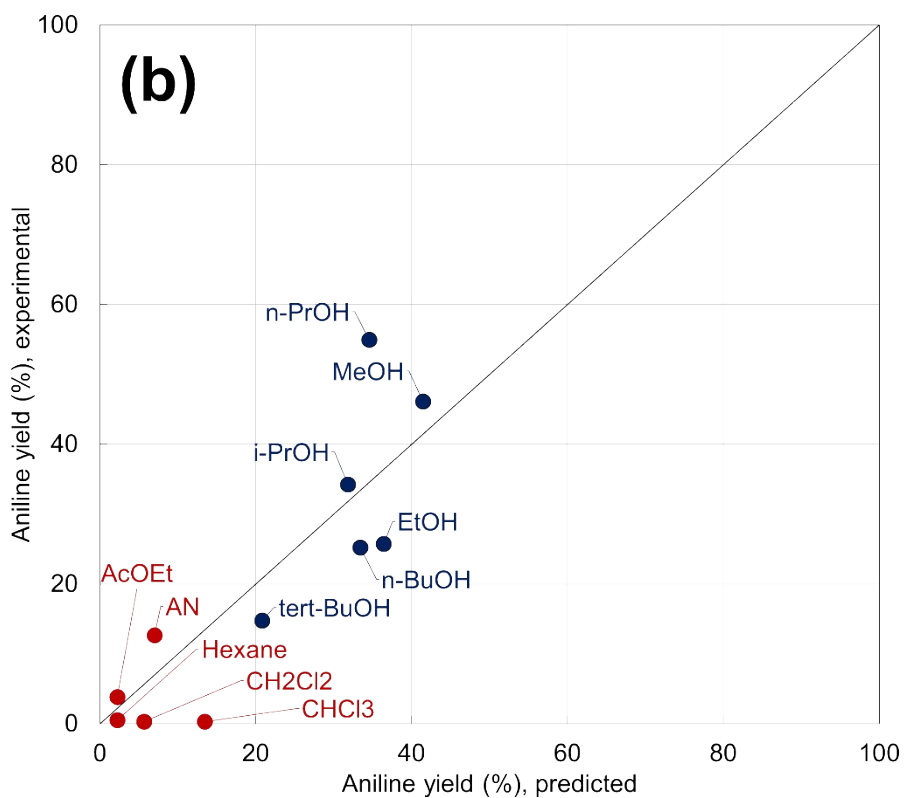 (b)
100
80
60
40
20
0
Aniline yield (%), experimental
n-PrOH
MeOH
i-PrOH
EtOH
n-BuOH
tert-BuOH
AcOEt
AN
Hexane
CH2Cl2
CHCl3
0 20 40 60 80 100
Aniline yield (%), predicted